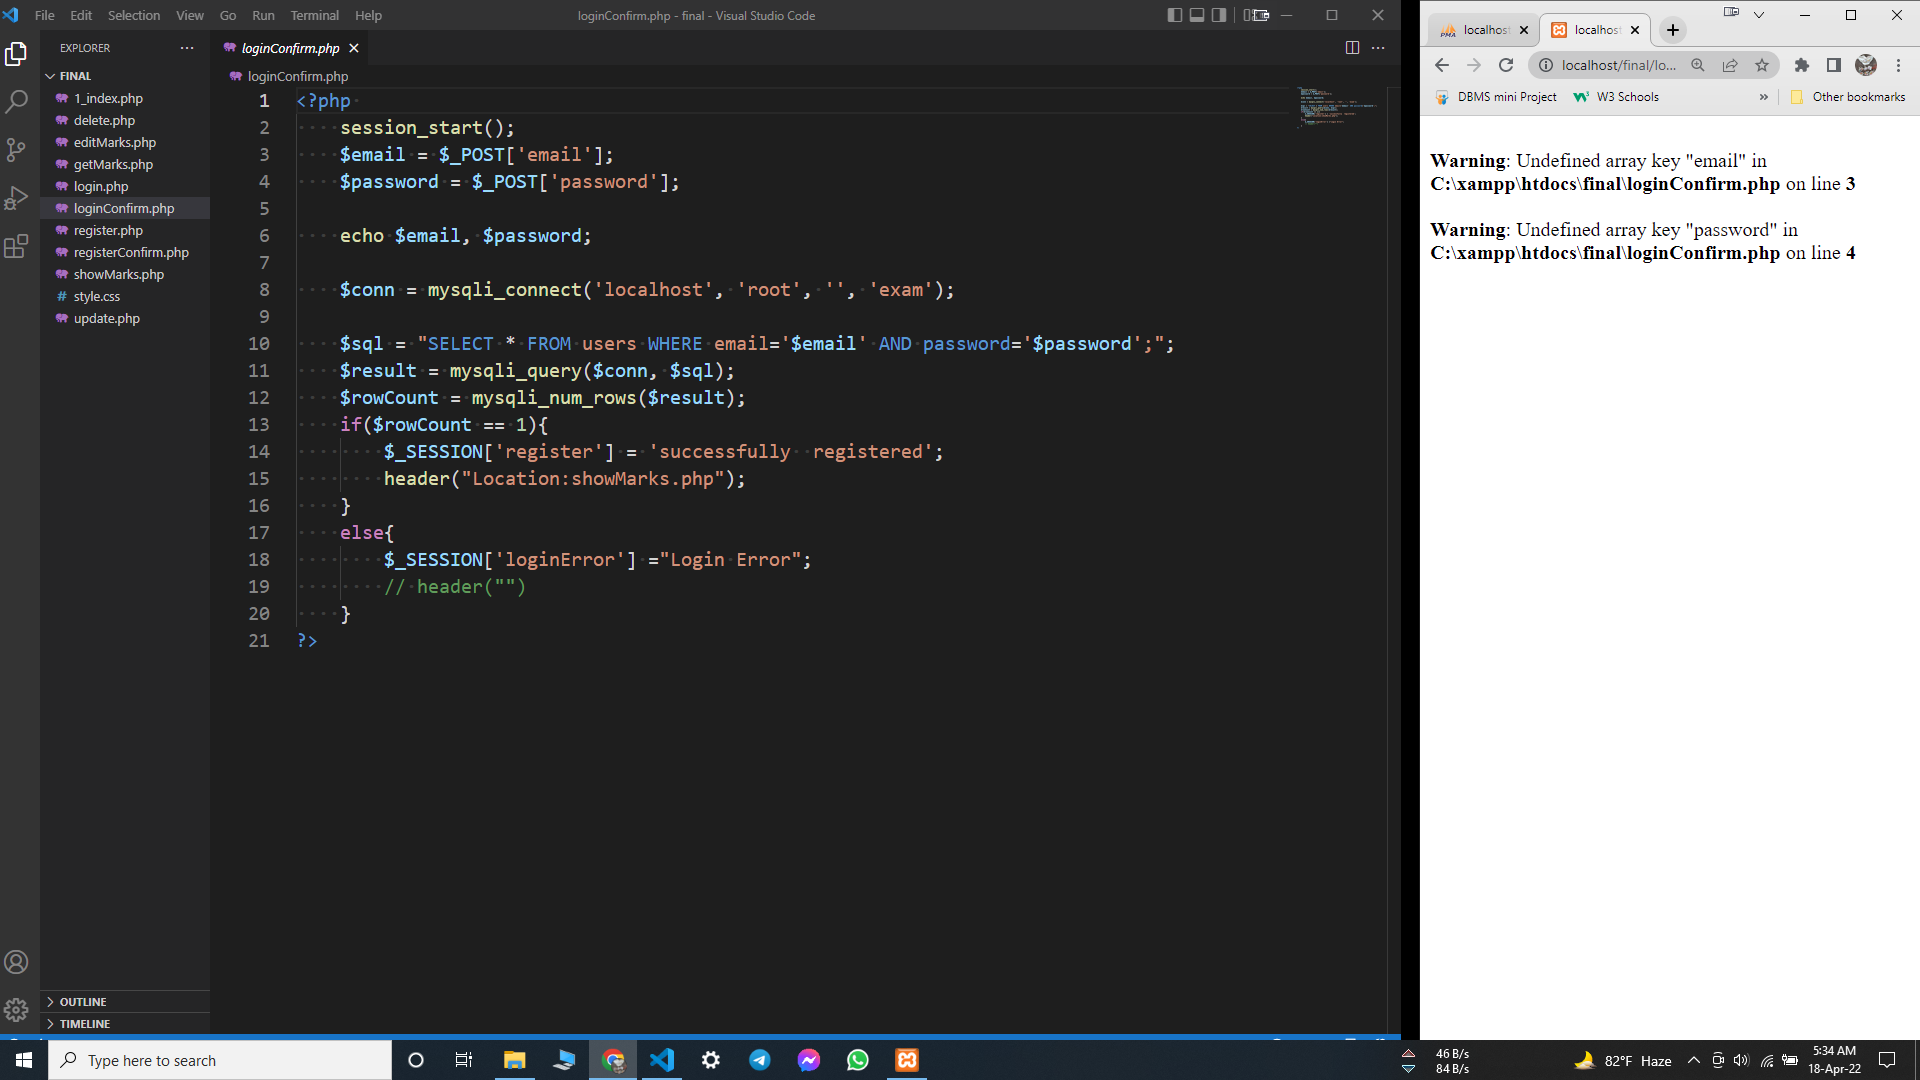 File Edit Selection View Go Run Terminal Help
loginConfirm.php - final - Visual Studio Code
EXPLORER
FINAL
1_index.php
delete.php
editMarks.php
getMarks.php
login.php
loginConfirm.php
register.php
registerConfirm.php
showMarks.php
# style.css
update.php
OUTLINE
TIMELINE
loginConfirm.php
loginConfirm.php
1 <?php
2 session_start();
3 $email = $_POST['email'];
4 $password = $_POST['password'];
5
6 echo $email, $password;
7
8 $conn = mysqli_connect('localhost', 'root', '', 'exam');
9
10 $sql = "SELECT * FROM users WHERE email='$email' AND password='$password';";
11 $result = mysqli_query($conn, $sql);
12 $rowCount = mysqli_num_rows($result);
13 if($rowCount == 1){
14 $_SESSION['register'] = 'successfully  registered';
15 header("Location:showMarks.php");
16 }
17 else{
18 $_SESSION['loginError'] ="Login Error";
19 // header("")
20 }
21 ?>
localhost
localhost
localhost/final/lo...
DBMS mini Project
W3 Schools
» Other bookmarks
Warning: Undefined array key "email" in
C:\xampp\htdocs\final\loginConfirm.php on line 3
Warning: Undefined array key "password" in
C:\xampp\htdocs\final\loginConfirm.php on line 4
Type here to search
46 B/s
84 B/s
82°F Haze
5:34 AM
18-Apr-22